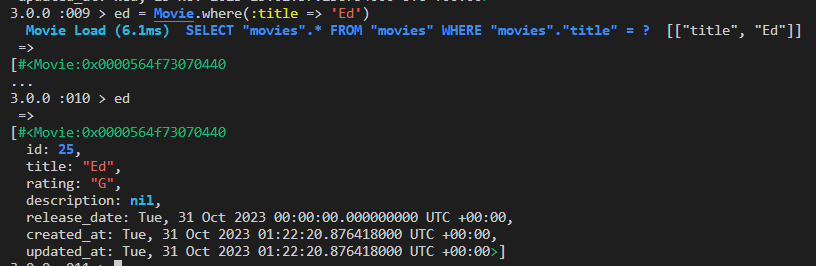 3.0.0 :009 > ed = Movie.where(:title => 'Ed')
  Movie Load (6.1ms)  SELECT "movies".* FROM "movies" WHERE "movies"."title" = ?  [["title", "Ed"]]
 =>
[#<Movie:0x0000564f73070440
...
3.0.0 :010 > ed
 =>
[#<Movie:0x0000564f73070440
  id: 25,
  title: "Ed",
  rating: "G",
  description: nil,
  release_date: Tue, 31 Oct 2023 00:00:00.000000000 UTC +00:00,
  created_at: Tue, 31 Oct 2023 01:22:20.876418000 UTC +00:00,
  updated_at: Tue, 31 Oct 2023 01:22:20.876418000 UTC +00:00>]